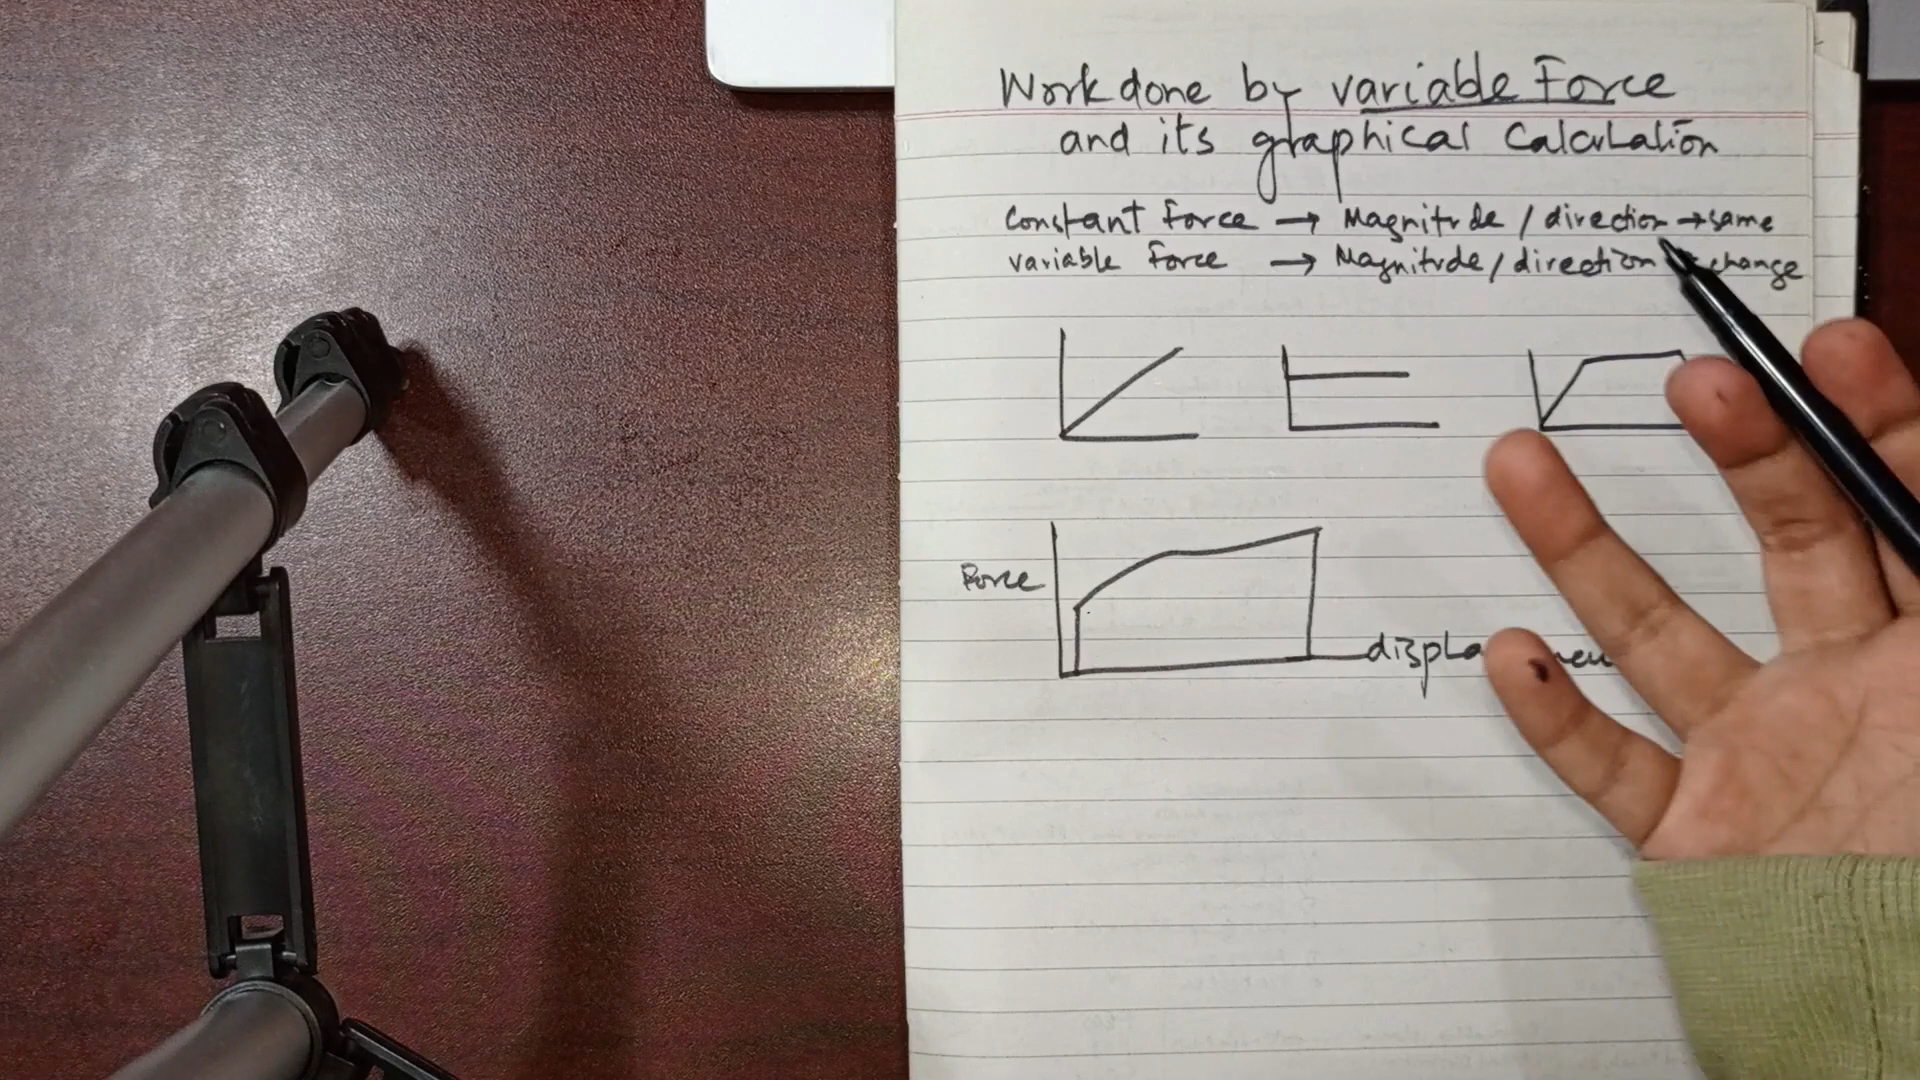 Work done by variable Force
and its graphical Calculation
Constant Force → Magnitude / direction → same
variable Force → Magnitude / direction change
Force